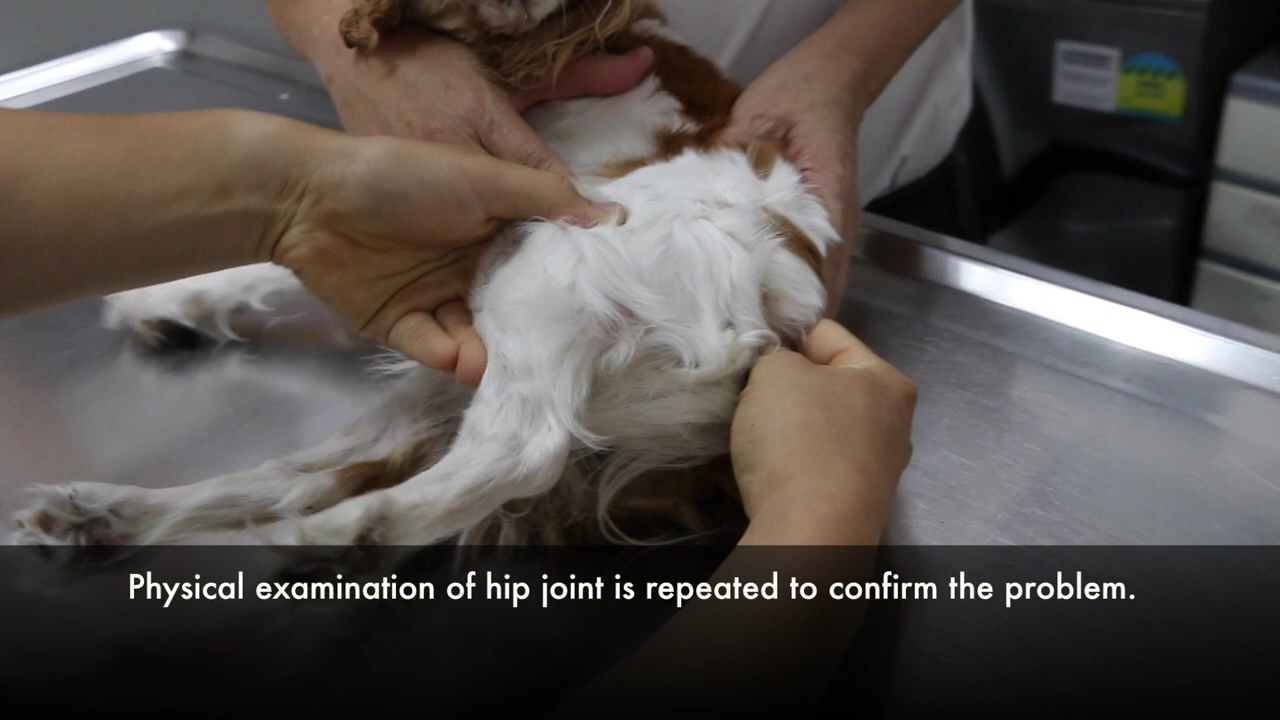 Physical examination of hip joint is repeated to confirm the problem.